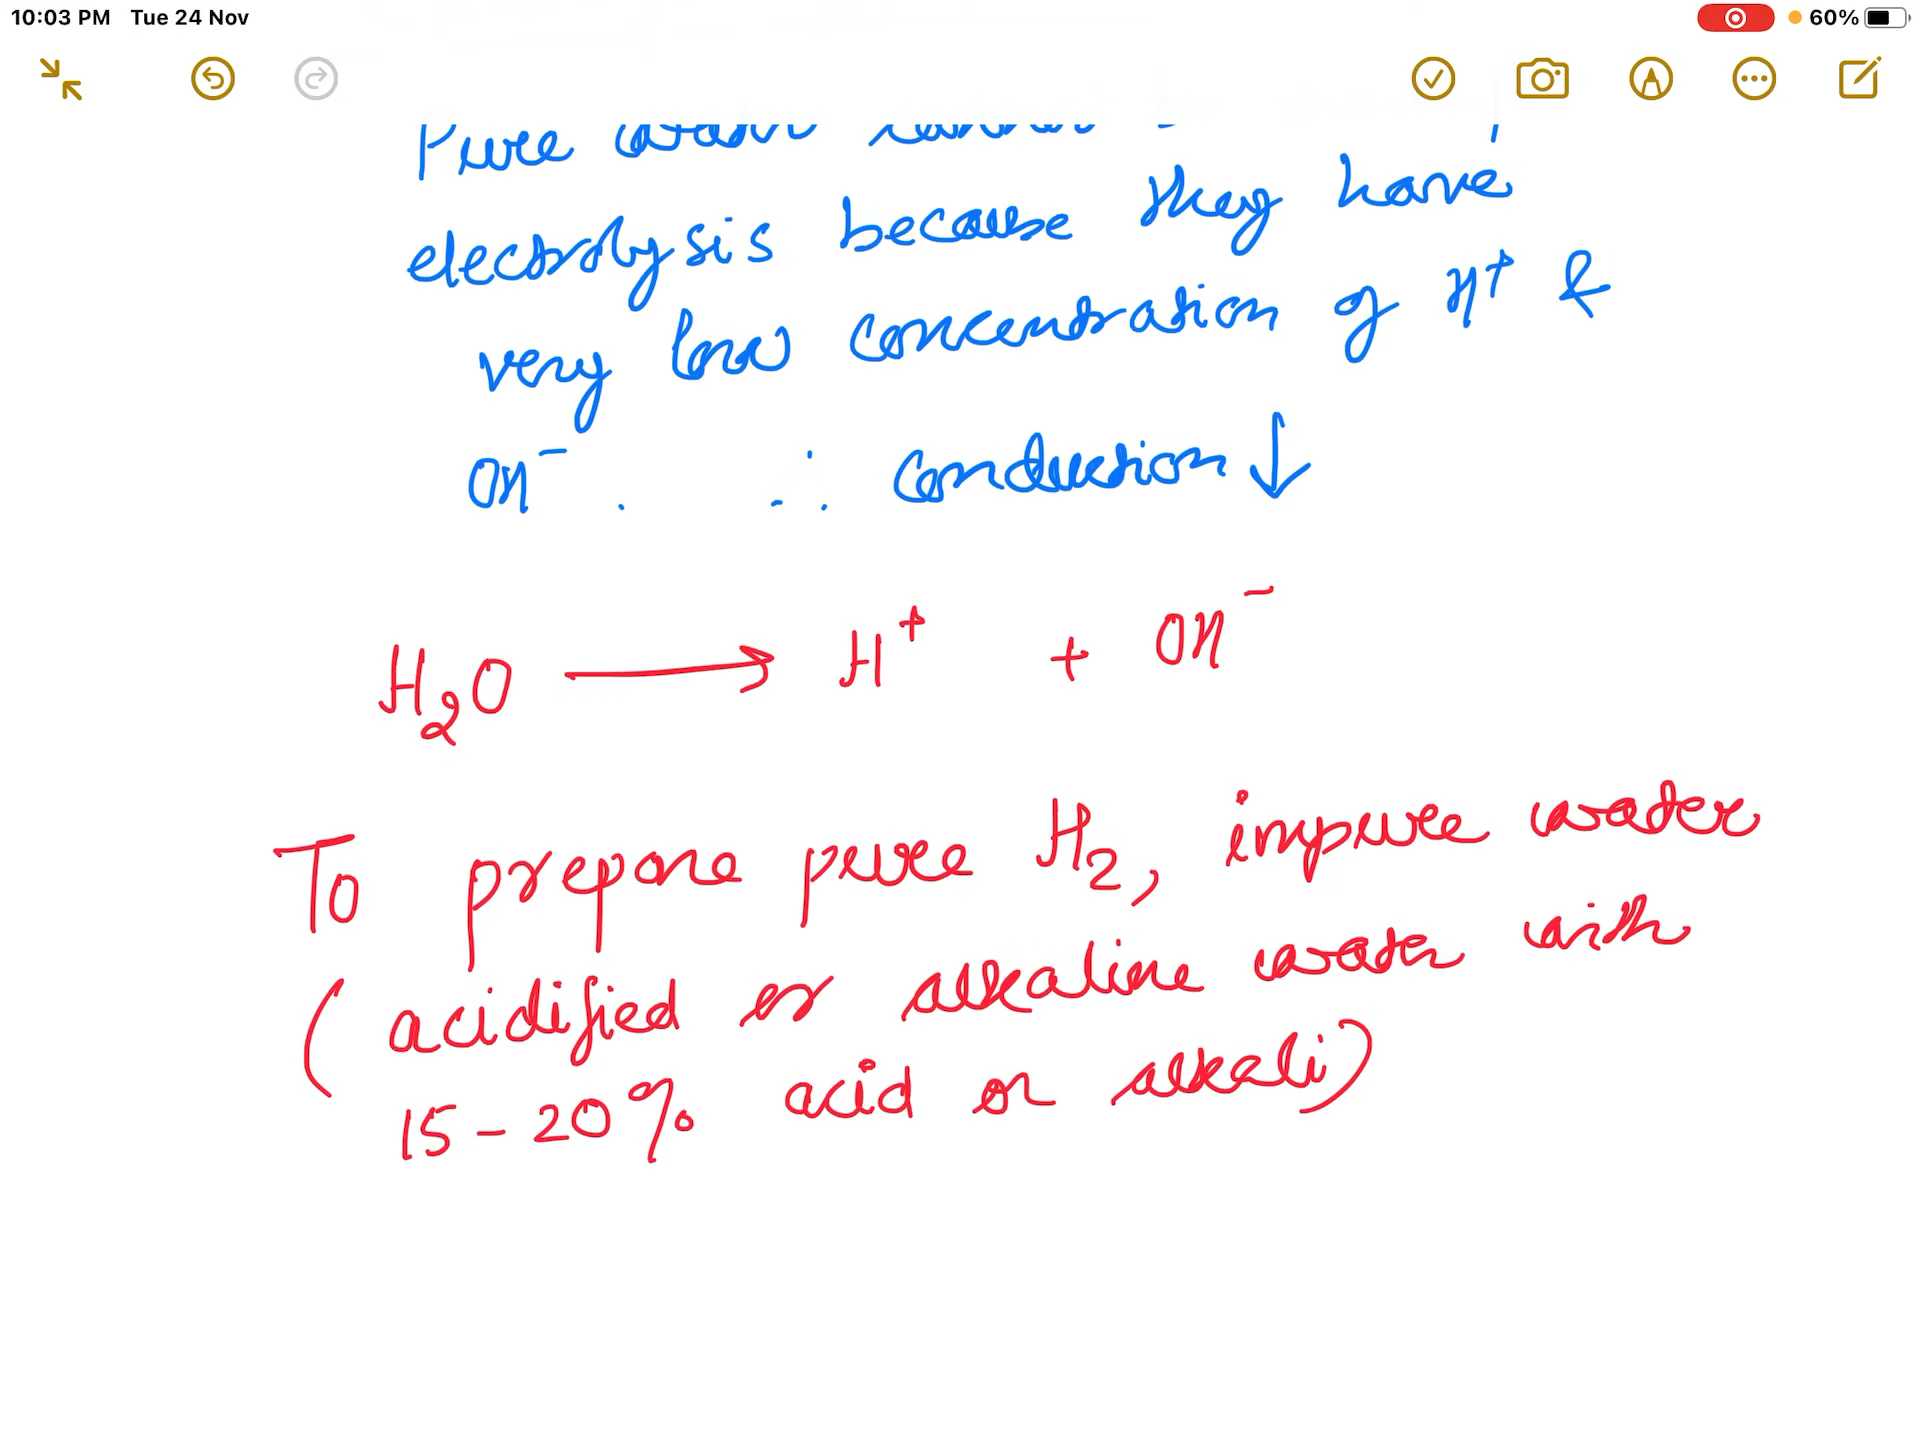 10:03 PM Tue 24 Nov
60%
Pure water cannot
electrolysis because they have
very low concentration of H⁺ &
OH⁻ . ∴ conduction ↓
H₂O ⟶ H⁺ + OH⁻
To prepare pure H₂, impure water
( acidified or alkaline water with
15-20% acid or alkali)